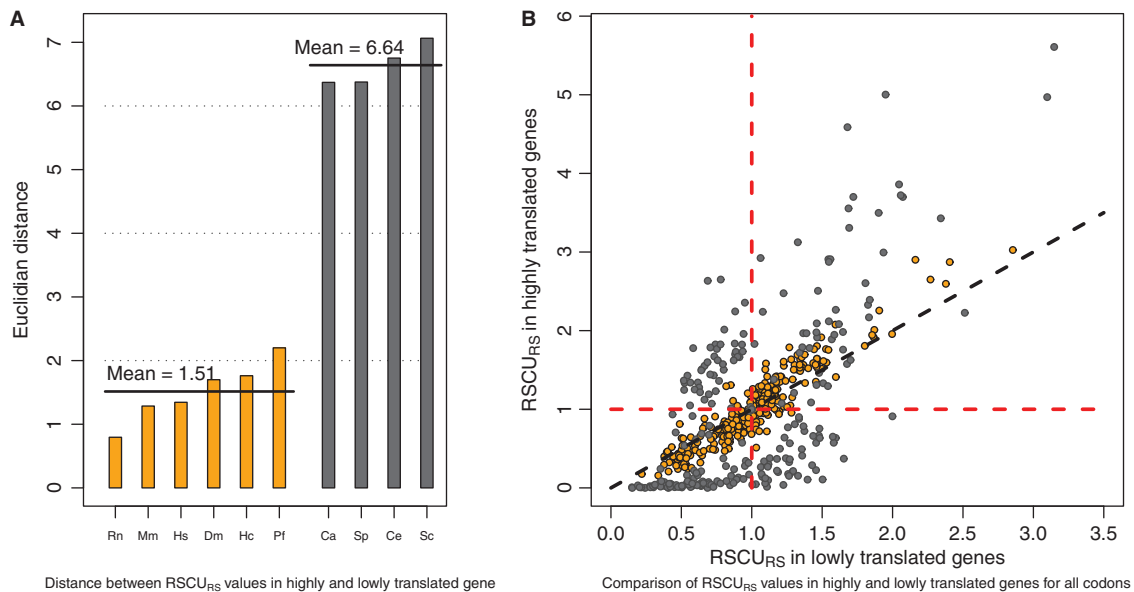 A
Euclidian distance
7
6
5
4
3
2
1
0
Mean = 6.64
Mean = 1.51
Rn Mm Hs Dm Hc Pf Ca Sp Ce Sc
Distance between RSCURS values in highly and lowly translated gene
B
RSCURS in highly translated genes
6
5
4
3
2
1
0
0.0 0.5 1.0 1.5 2.0 2.5 3.0 3.5
RSCURS in lowly translated genes
Comparison of RSCURS values in highly and lowly translated genes for all codons